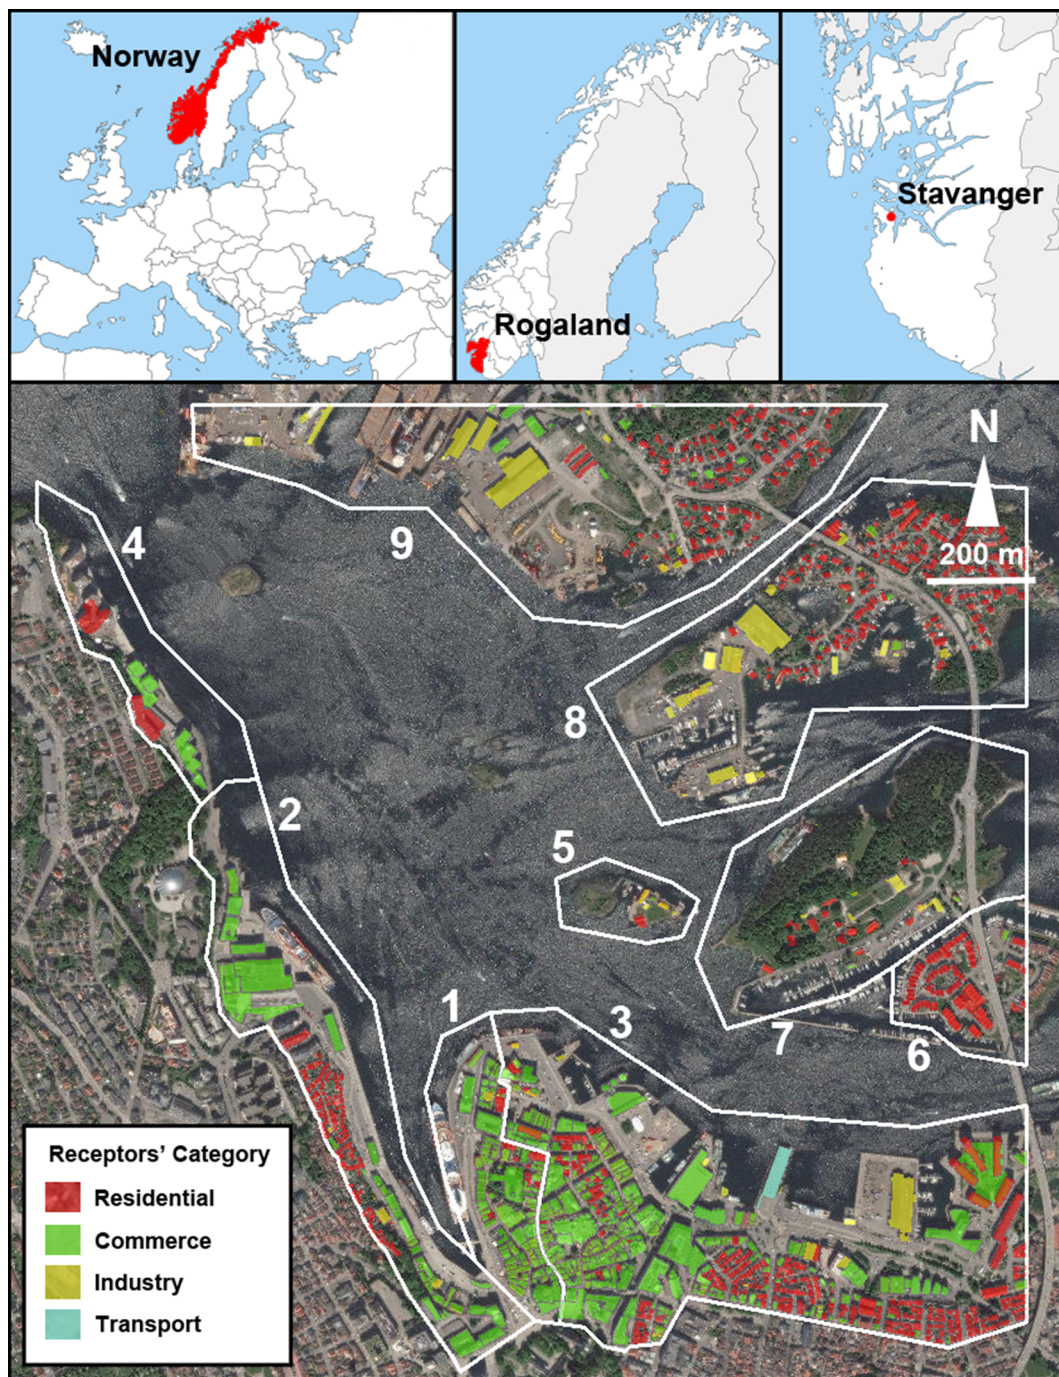 Norway
Rogaland
Stavanger
N
200 m
4
9
8
2
5
1
3
7
6
Receptors' Category
Residential
Commerce
Industry
Transport